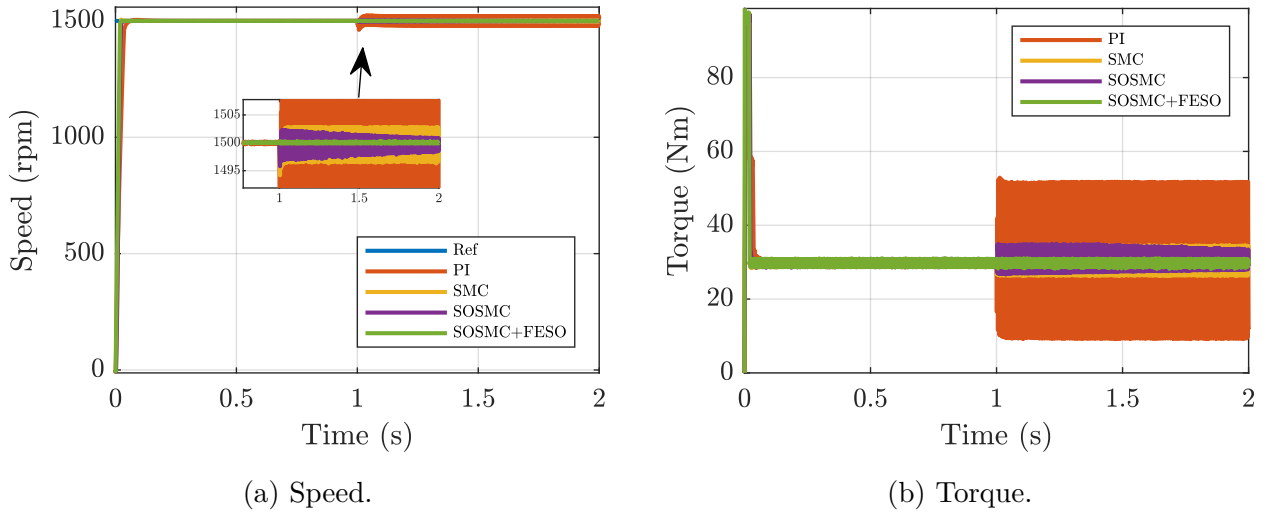 1500
1000
500
0
Speed (rpm)
1505
1500
1495
1
1.5
2
Ref
PI
SMC
SOSMC
SOSMC+FESO
0
0.5
1
1.5
2
Time (s)
(a) Speed.
80
60
40
20
0
Torque (Nm)
PI
SMC
SOSMC
SOSMC+FESO
0
0.5
1
1.5
2
Time (s)
(b) Torque.